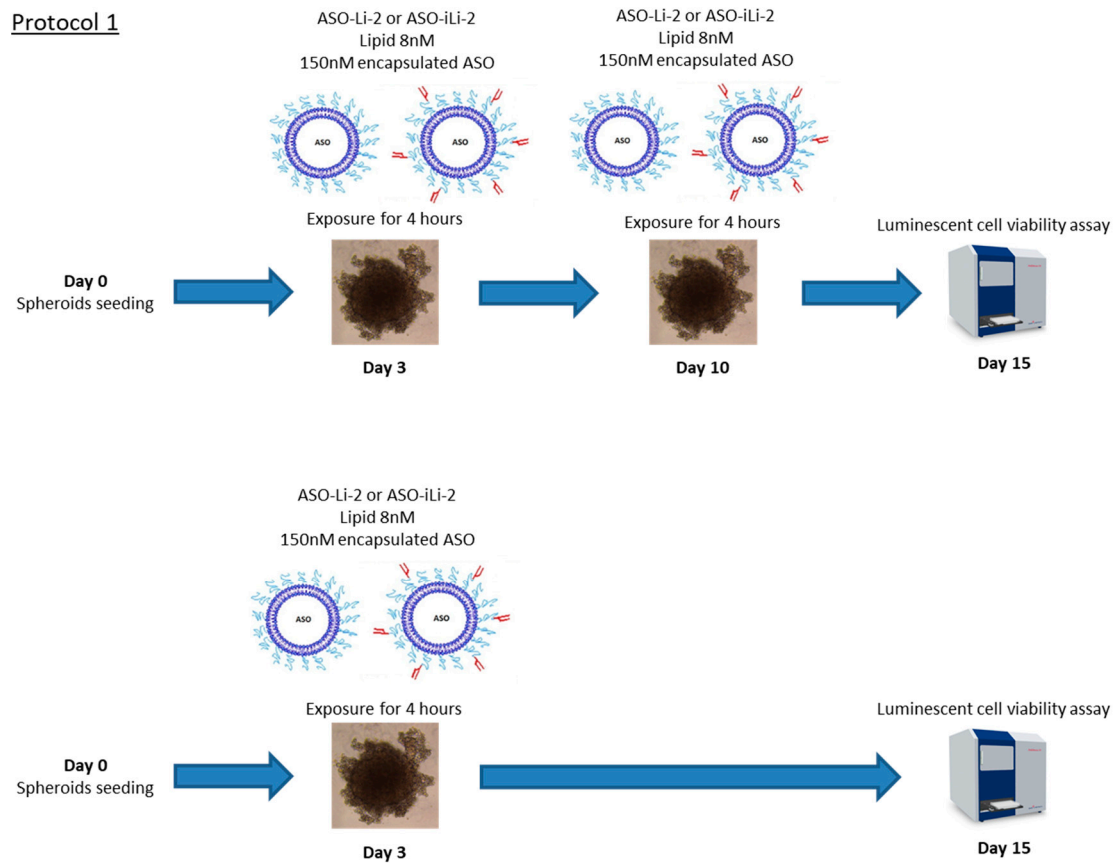 Protocol 1
ASO-Li-2 or ASO-iLi-2
Lipid 8nM
150nM encapsulated ASO
ASO-Li-2 or ASO-iLi-2
Lipid 8nM
150nM encapsulated ASO
ASO
ASO
ASO
ASO
Exposure for 4 hours
Exposure for 4 hours
Luminescent cell viability assay
Day 0
Spheroids seeding
Day 3
Day 10
Day 15
ASO-Li-2 or ASO-iLi-2
Lipid 8nM
150nM encapsulated ASO
ASO
ASO
Exposure for 4 hours
Luminescent cell viability assay
Day 0
Spheroids seeding
Day 3
Day 15